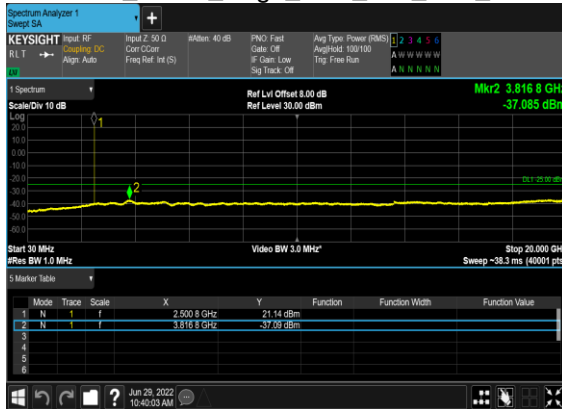 Spectrum Analyzer 1
Swept SA
+
KEYSIGHT
Input: RF
Input Z: 50 Ω
#Atten: 40 dB
PNO: Fast
Avg Type: Power (RMS)
1 2 3 4 5 6
RLT
Coupling: DC
Corr CCorr
Gate: Off
Avg|Hold: 100/100
A W W W W W
Align: Auto
Freq Ref: Int (S)
IF Gain: Low
Trig: Free Run
Sig Track: Off
A N N N N N
LXI
1 Spectrum
Ref Lvl Offset 8.00 dB
Mkr2 3.816 8 GHz
Scale/Div 10 dB
Ref Level 30.00 dBm
-37.085 dBm
Log
1
20.0
10.0
0.00
-10.0
DL1 -25.00 dBm
-20.0
2
-30.0
-40.0
-50.0
-60.0
Start 30 MHz
Video BW 3.0 MHz*
Stop 20.000 GHz
#Res BW 1.0 MHz
Sweep ~38.3 ms (40001 pts)
5 Marker Table
Mode Trace Scale X Y Function Function Width Function Value
1 N 1 f 2.500 8 GHz 21.14 dBm
2 N 1 f 3.816 8 GHz -37.09 dBm
3
4
5
6
?
Jun 29, 2022
10:40:03 AM